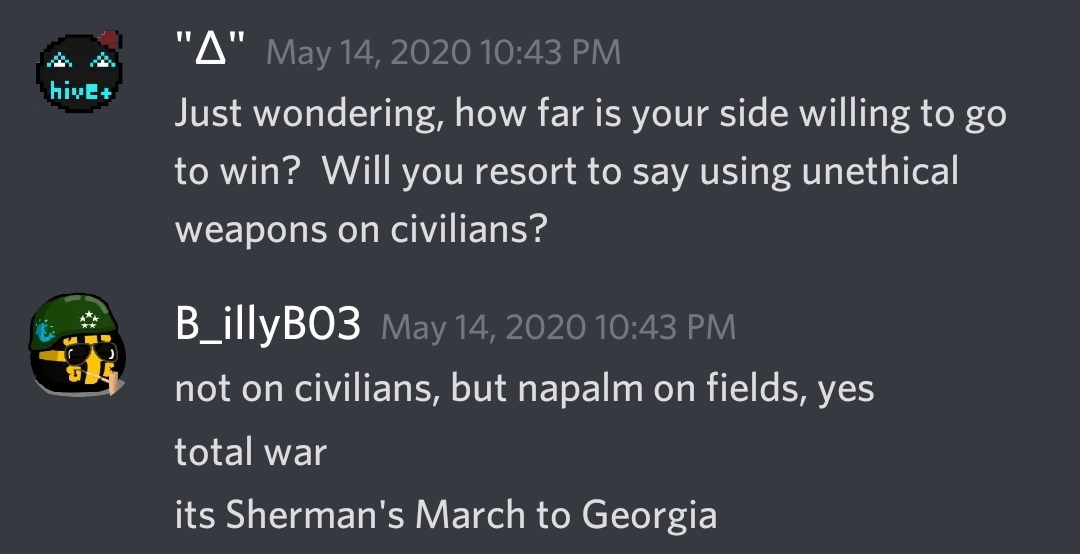 "Δ" May 14, 2020 10:43 PM
hivE+
Just wondering, how far is your side willing to go
to win?  Will you resort to say using unethical
weapons on civilians?
B_illyB03 May 14, 2020 10:43 PM
not on civilians, but napalm on fields, yes
total war
its Sherman's March to Georgia